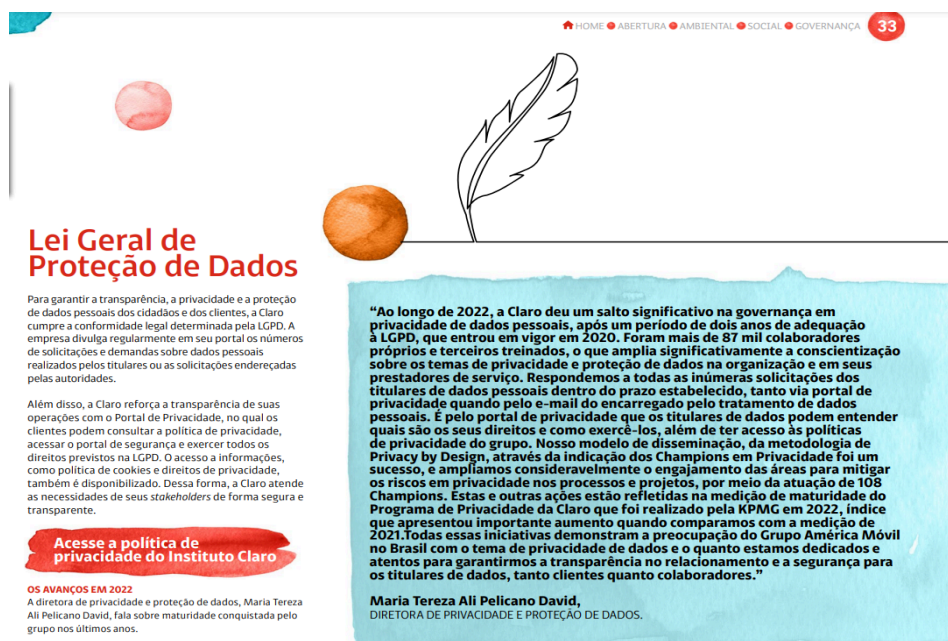 HOME ABERTURA AMBIENTAL SOCIAL GOVERNANÇA 33
Lei Geral de
Proteção de Dados
Para garantir a transparência, a privacidade e a proteção
de dados pessoais dos cidadãos e dos clientes, a Claro
cumpre a conformidade legal determinada pela LGPD. A
empresa divulga regularmente em seu portal os números
de solicitações e demandas sobre dados pessoais
realizados pelos titulares ou as solicitações endereçadas
pelas autoridades.
Além disso, a Claro reforça a transparência de suas
operações com o Portal de Privacidade, no qual os
clientes podem consultar a política de privacidade,
acessar o portal de segurança e exercer todos os
direitos previstos na LGPD. O acesso a informações,
como política de cookies e direitos de privacidade,
também é disponibilizado. Dessa forma, a Claro atende
as necessidades de seus stakeholders de forma segura e
transparente.
Acesse a política de
privacidade do Instituto Claro
OS AVANÇOS EM 2022
A diretora de privacidade e proteção de dados, Maria Tereza
Ali Pelicano David, fala sobre maturidade conquistada pelo
grupo nos últimos anos.
“Ao longo de 2022, a Claro deu um salto significativo na governança em
privacidade de dados pessoais, após um período de dois anos de adequação
à LGPD, que entrou em vigor em 2020. Foram mais de 87 mil colaboradores
próprios e terceiros treinados, o que amplia significativamente a conscientização
sobre os temas de privacidade e proteção de dados na organização e em seus
prestadores de serviço. Respondemos a todas as inúmeras solicitações dos
titulares de dados pessoais dentro do prazo estabelecido, tanto via portal de
privacidade quando pelo e-mail do encarregado pelo tratamento de dados
pessoais. É pelo portal de privacidade que os titulares de dados podem entender
quais são os seus direitos e como exercê-los, além de ter acesso às políticas
de privacidade do grupo. Nosso modelo de disseminação, da metodologia de
Privacy by Design, através da indicação dos Champions em Privacidade foi um
sucesso, e ampliamos consideravelmente o engajamento das áreas para mitigar
os riscos em privacidade nos processos e projetos, por meio da atuação de 108
Champions. Estas e outras ações estão refletidas na medição de maturidade do
Programa de Privacidade da Claro que foi realizado pela KPMG em 2022, índice
que apresentou importante aumento quando comparamos com a medição de
2021.Todas essas iniciativas demonstram a preocupação do Grupo América Móvil
no Brasil com o tema de privacidade de dados e o quanto estamos dedicados e
atentos para garantirmos a transparência no relacionamento e a segurança para
os titulares de dados, tanto clientes quanto colaboradores.”
Maria Tereza Ali Pelicano David,
DIRETORA DE PRIVACIDADE E PROTEÇÃO DE DADOS.